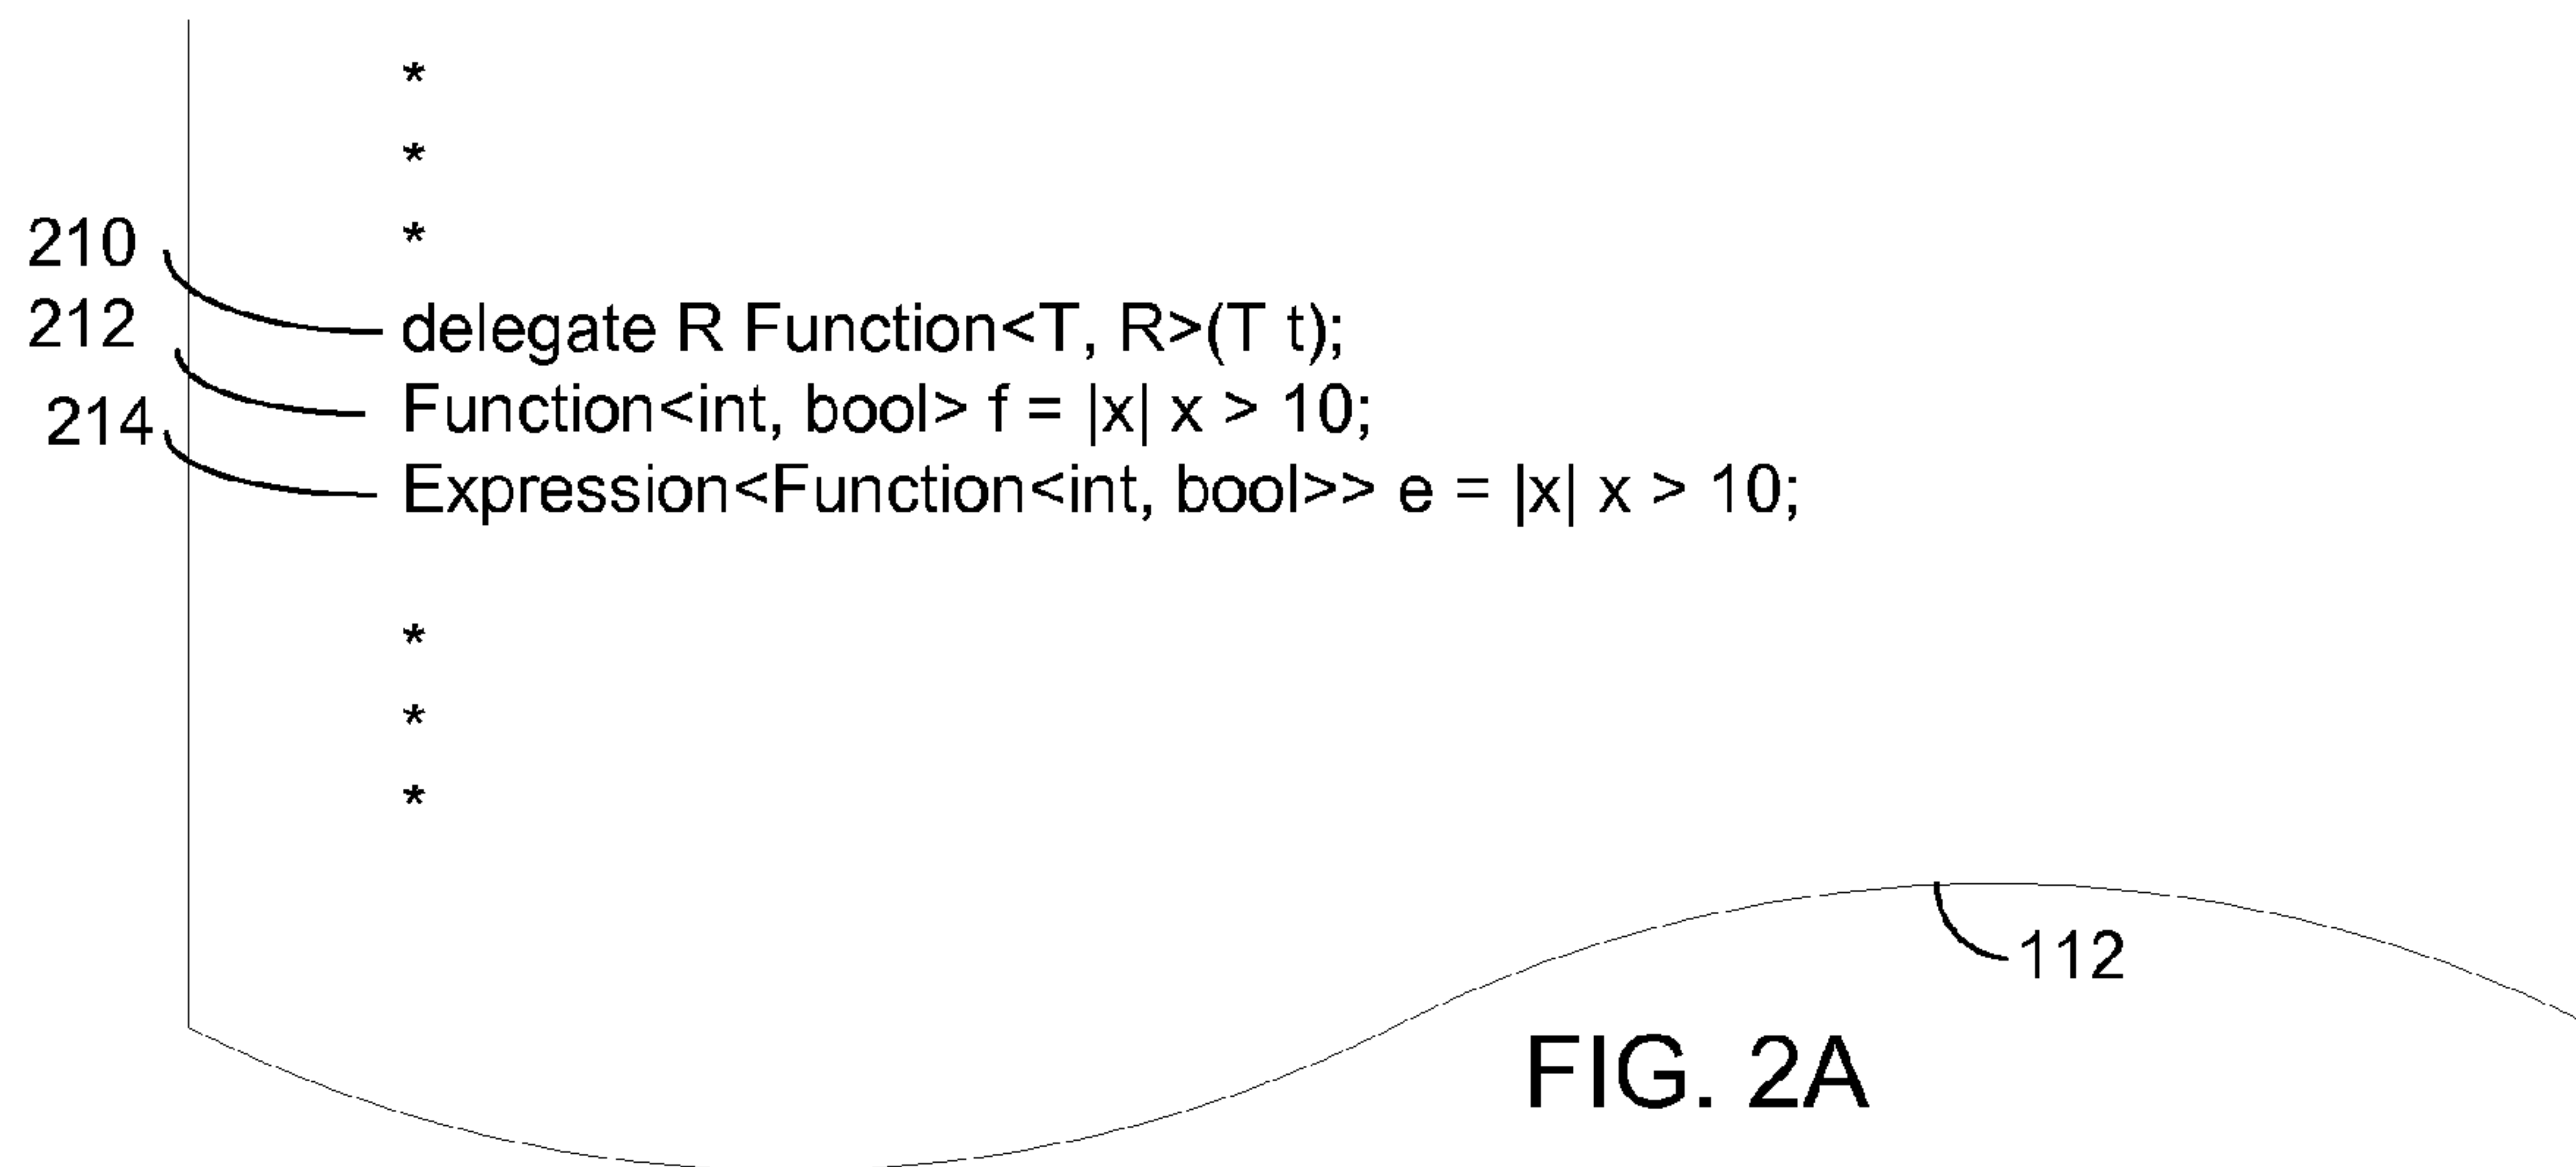 *
*
*
210
delegate R Function<T, R>(T t);
212
Function<int, bool> f = |x| x > 10;
214
Expression<Function<int, bool>> e = |x| x > 10;
*
*
*
112
FIG. 2A